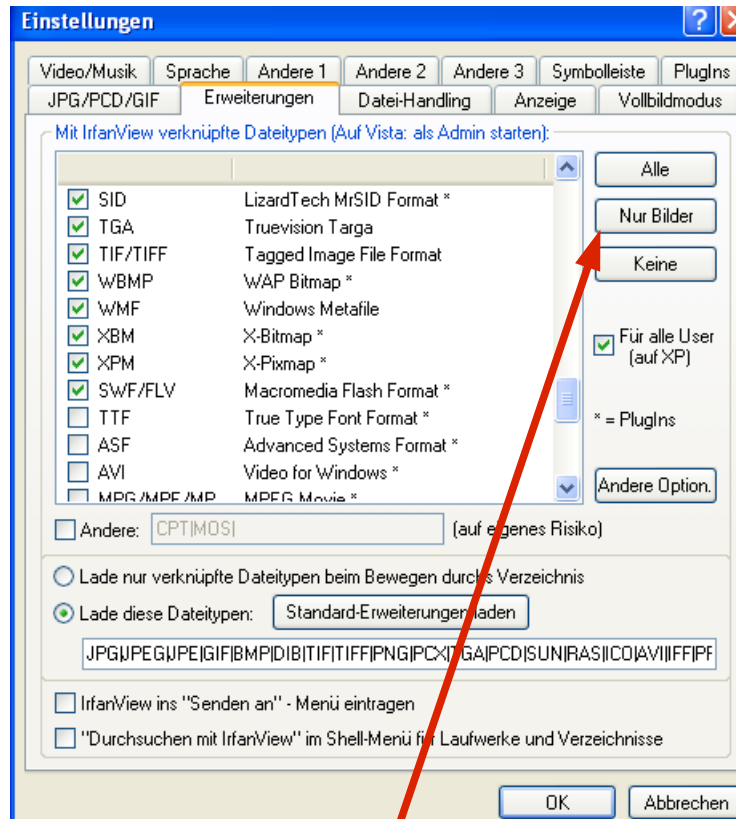 Einstellungen
Video/Musik Sprache Andere 1 Andere 2 Andere 3 Symbolleiste PlugIns
JPG/PCD/GIF Erweiterungen Datei-Handling Anzeige Vollbildmodus
Mit IrfanView verknüpfte Dateitypen (Auf Vista: als Admin starten):
SID LizardTech MrSID Format *
TGA Truevision Targa
TIF/TIFF Tagged Image File Format
WBMP WAP Bitmap *
WMF Windows Metafile
XBM X-Bitmap *
XPM X-Pixmap *
SWF/FLV Macromedia Flash Format *
TTF True Type Font Format *
ASF Advanced Systems Format *
AVI Video for Windows *
MPG/MPE/MP MPEG Movie *
Alle
Nur Bilder
Keine
Für alle User
(auf XP)
* = PlugIns
Andere Option.
Andere: CPT|MOS| (auf eigenes Risiko)
Lade nur verknüpfte Dateitypen beim Bewegen durchs Verzeichnis
Lade diese Dateitypen: Standard-Erweiterungen laden
JPG|JPEG|JPE|GIF|BMP|DIB|TIF|TIFF|PNG|PCX|TGA|PCD|SUN|RAS|ICO|AVI|IFF|PF
IrfanView ins "Senden an" - Menü eintragen
"Durchsuchen mit IrfanView" im Shell-Menü für Laufwerke und Verzeichnisse
OK Abbrechen